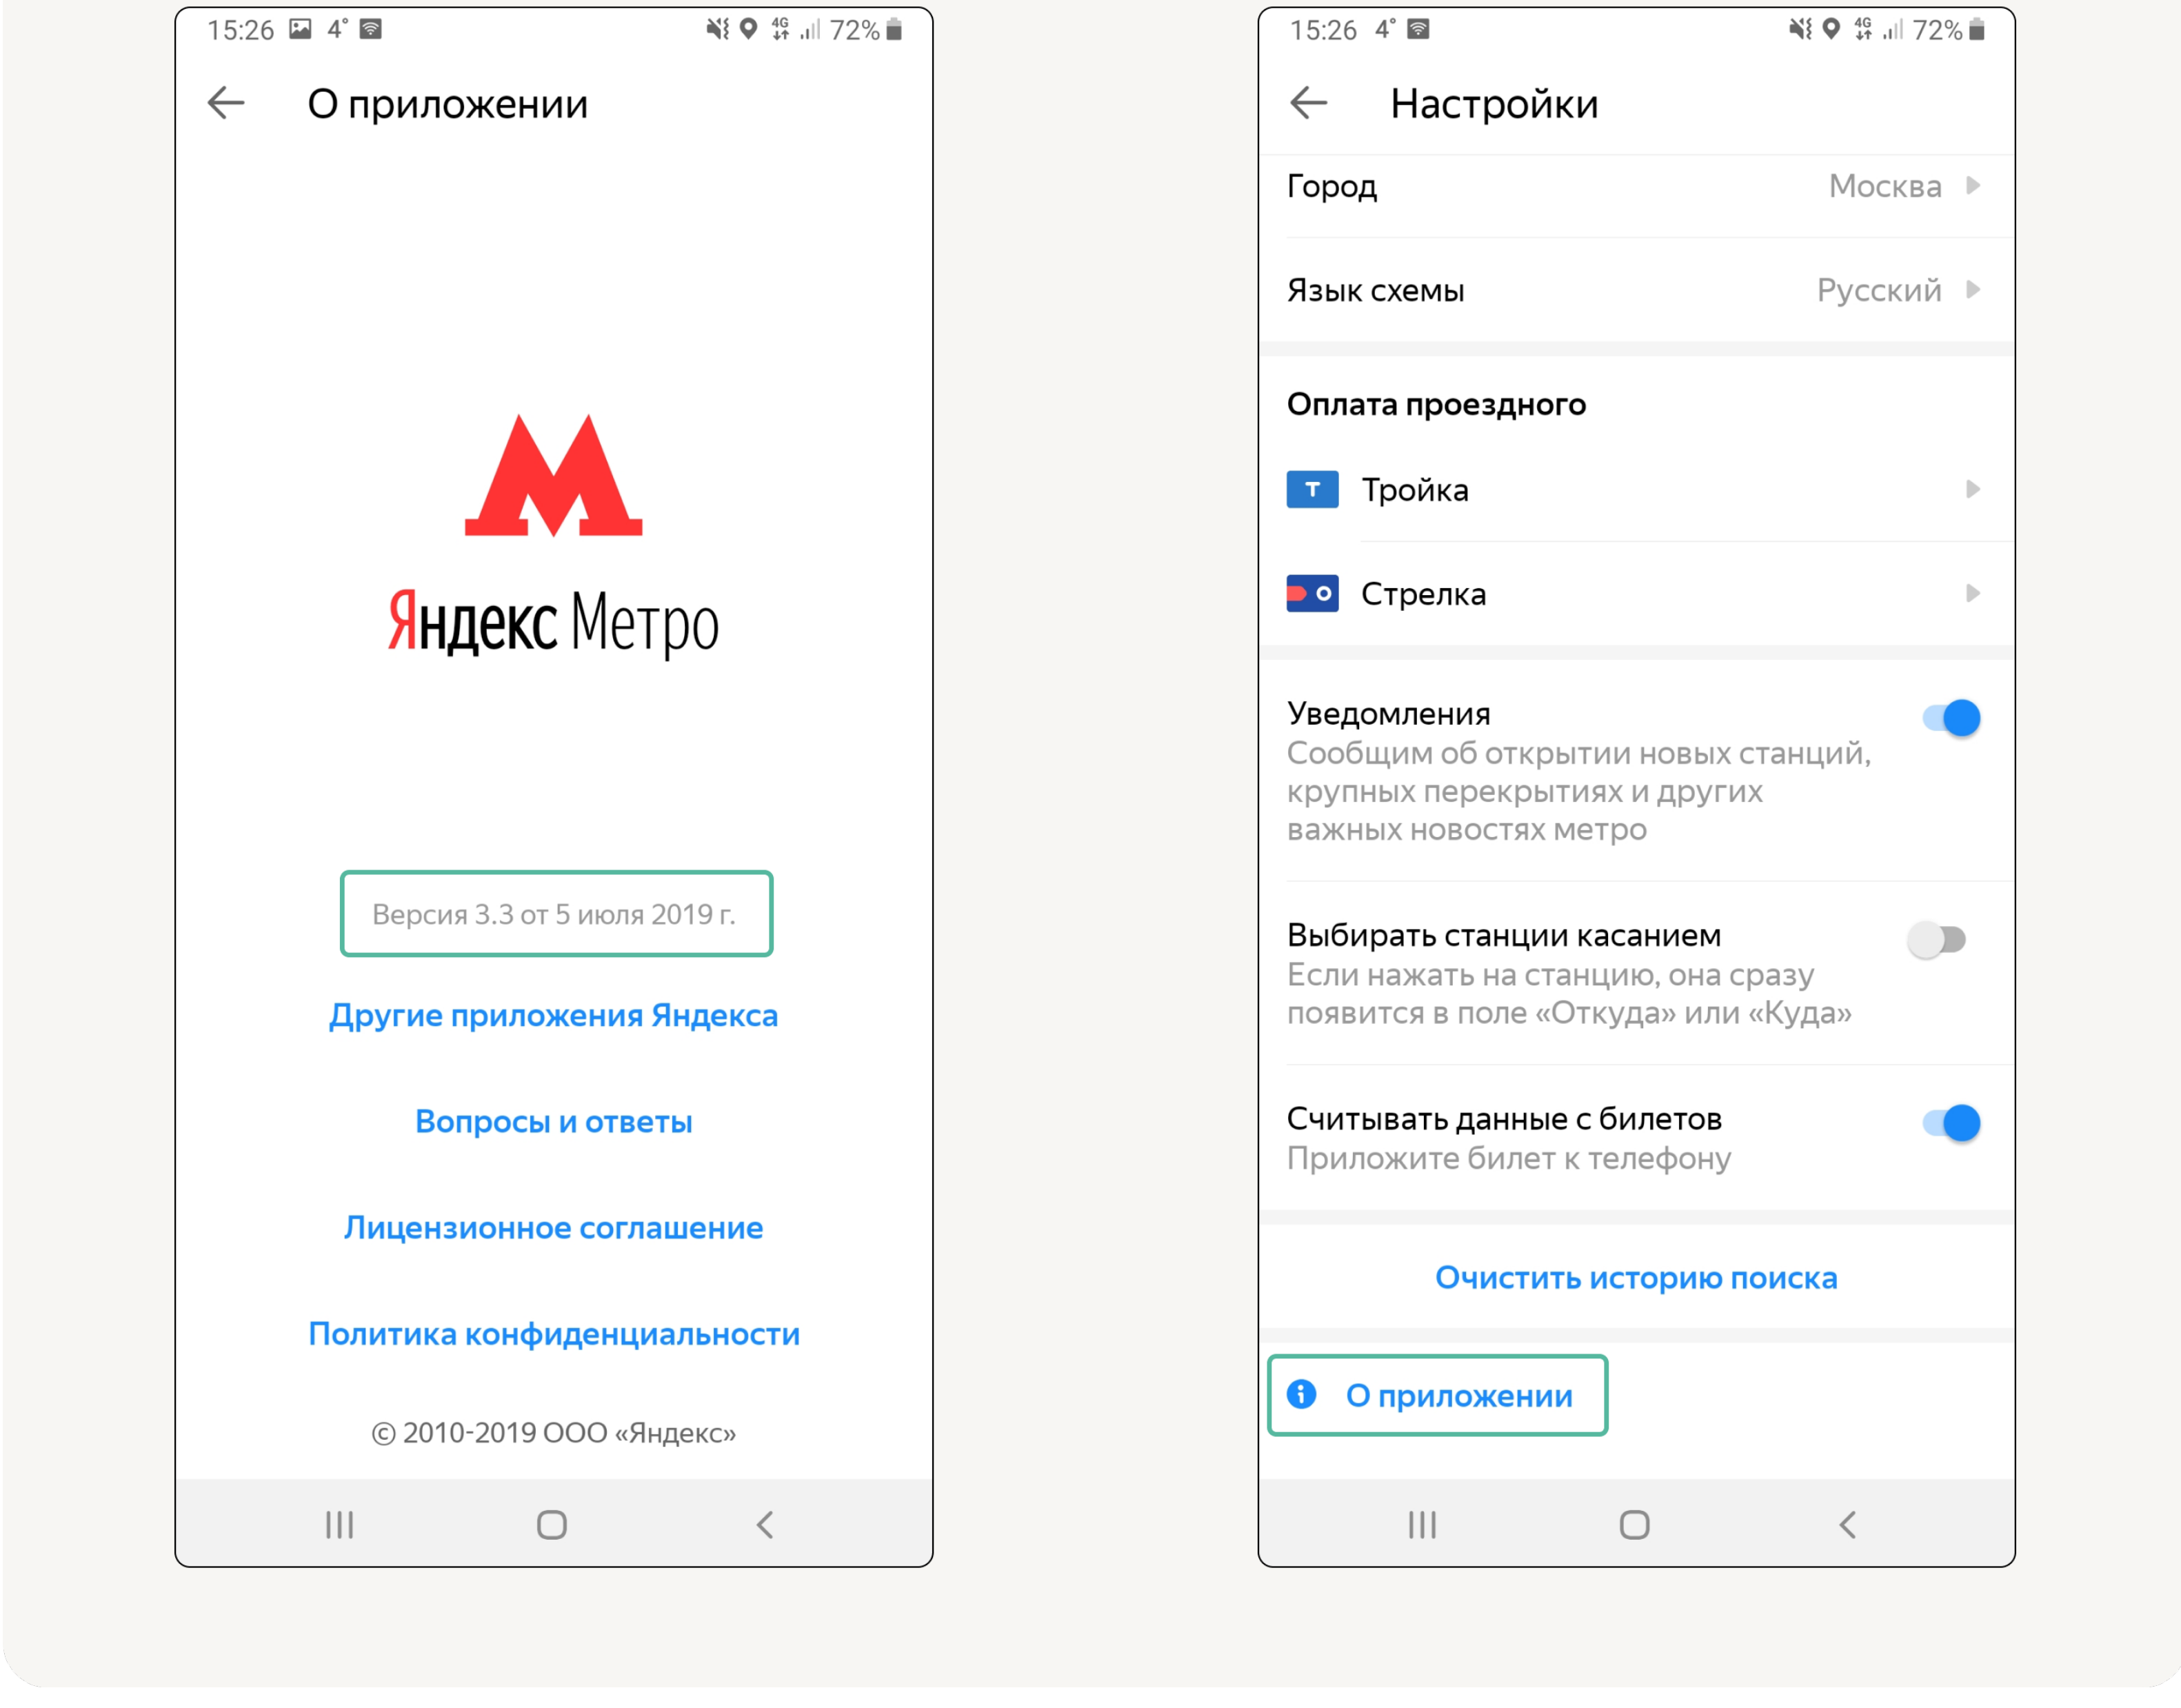 15:26 4° 4G 72%
О приложении
Яндекс Метро
Версия 3.3 от 5 июля 2019 г.
Другие приложения Яндекса
Вопросы и ответы
Лицензионное соглашение
Политика конфиденциальности
© 2010-2019 ООО «Яндекс»
15:26 4° 4G 72%
Настройки
Город Москва
Язык схемы Русский
Оплата проездного
Т Тройка
Стрелка
Уведомления
Сообщим об открытии новых станций,
крупных перекрытиях и других
важных новостях метро
Выбирать станции касанием
Если нажать на станцию, она сразу
появится в поле «Откуда» или «Куда»
Считывать данные с билетов
Приложите билет к телефону
Очистить историю поиска
О приложении